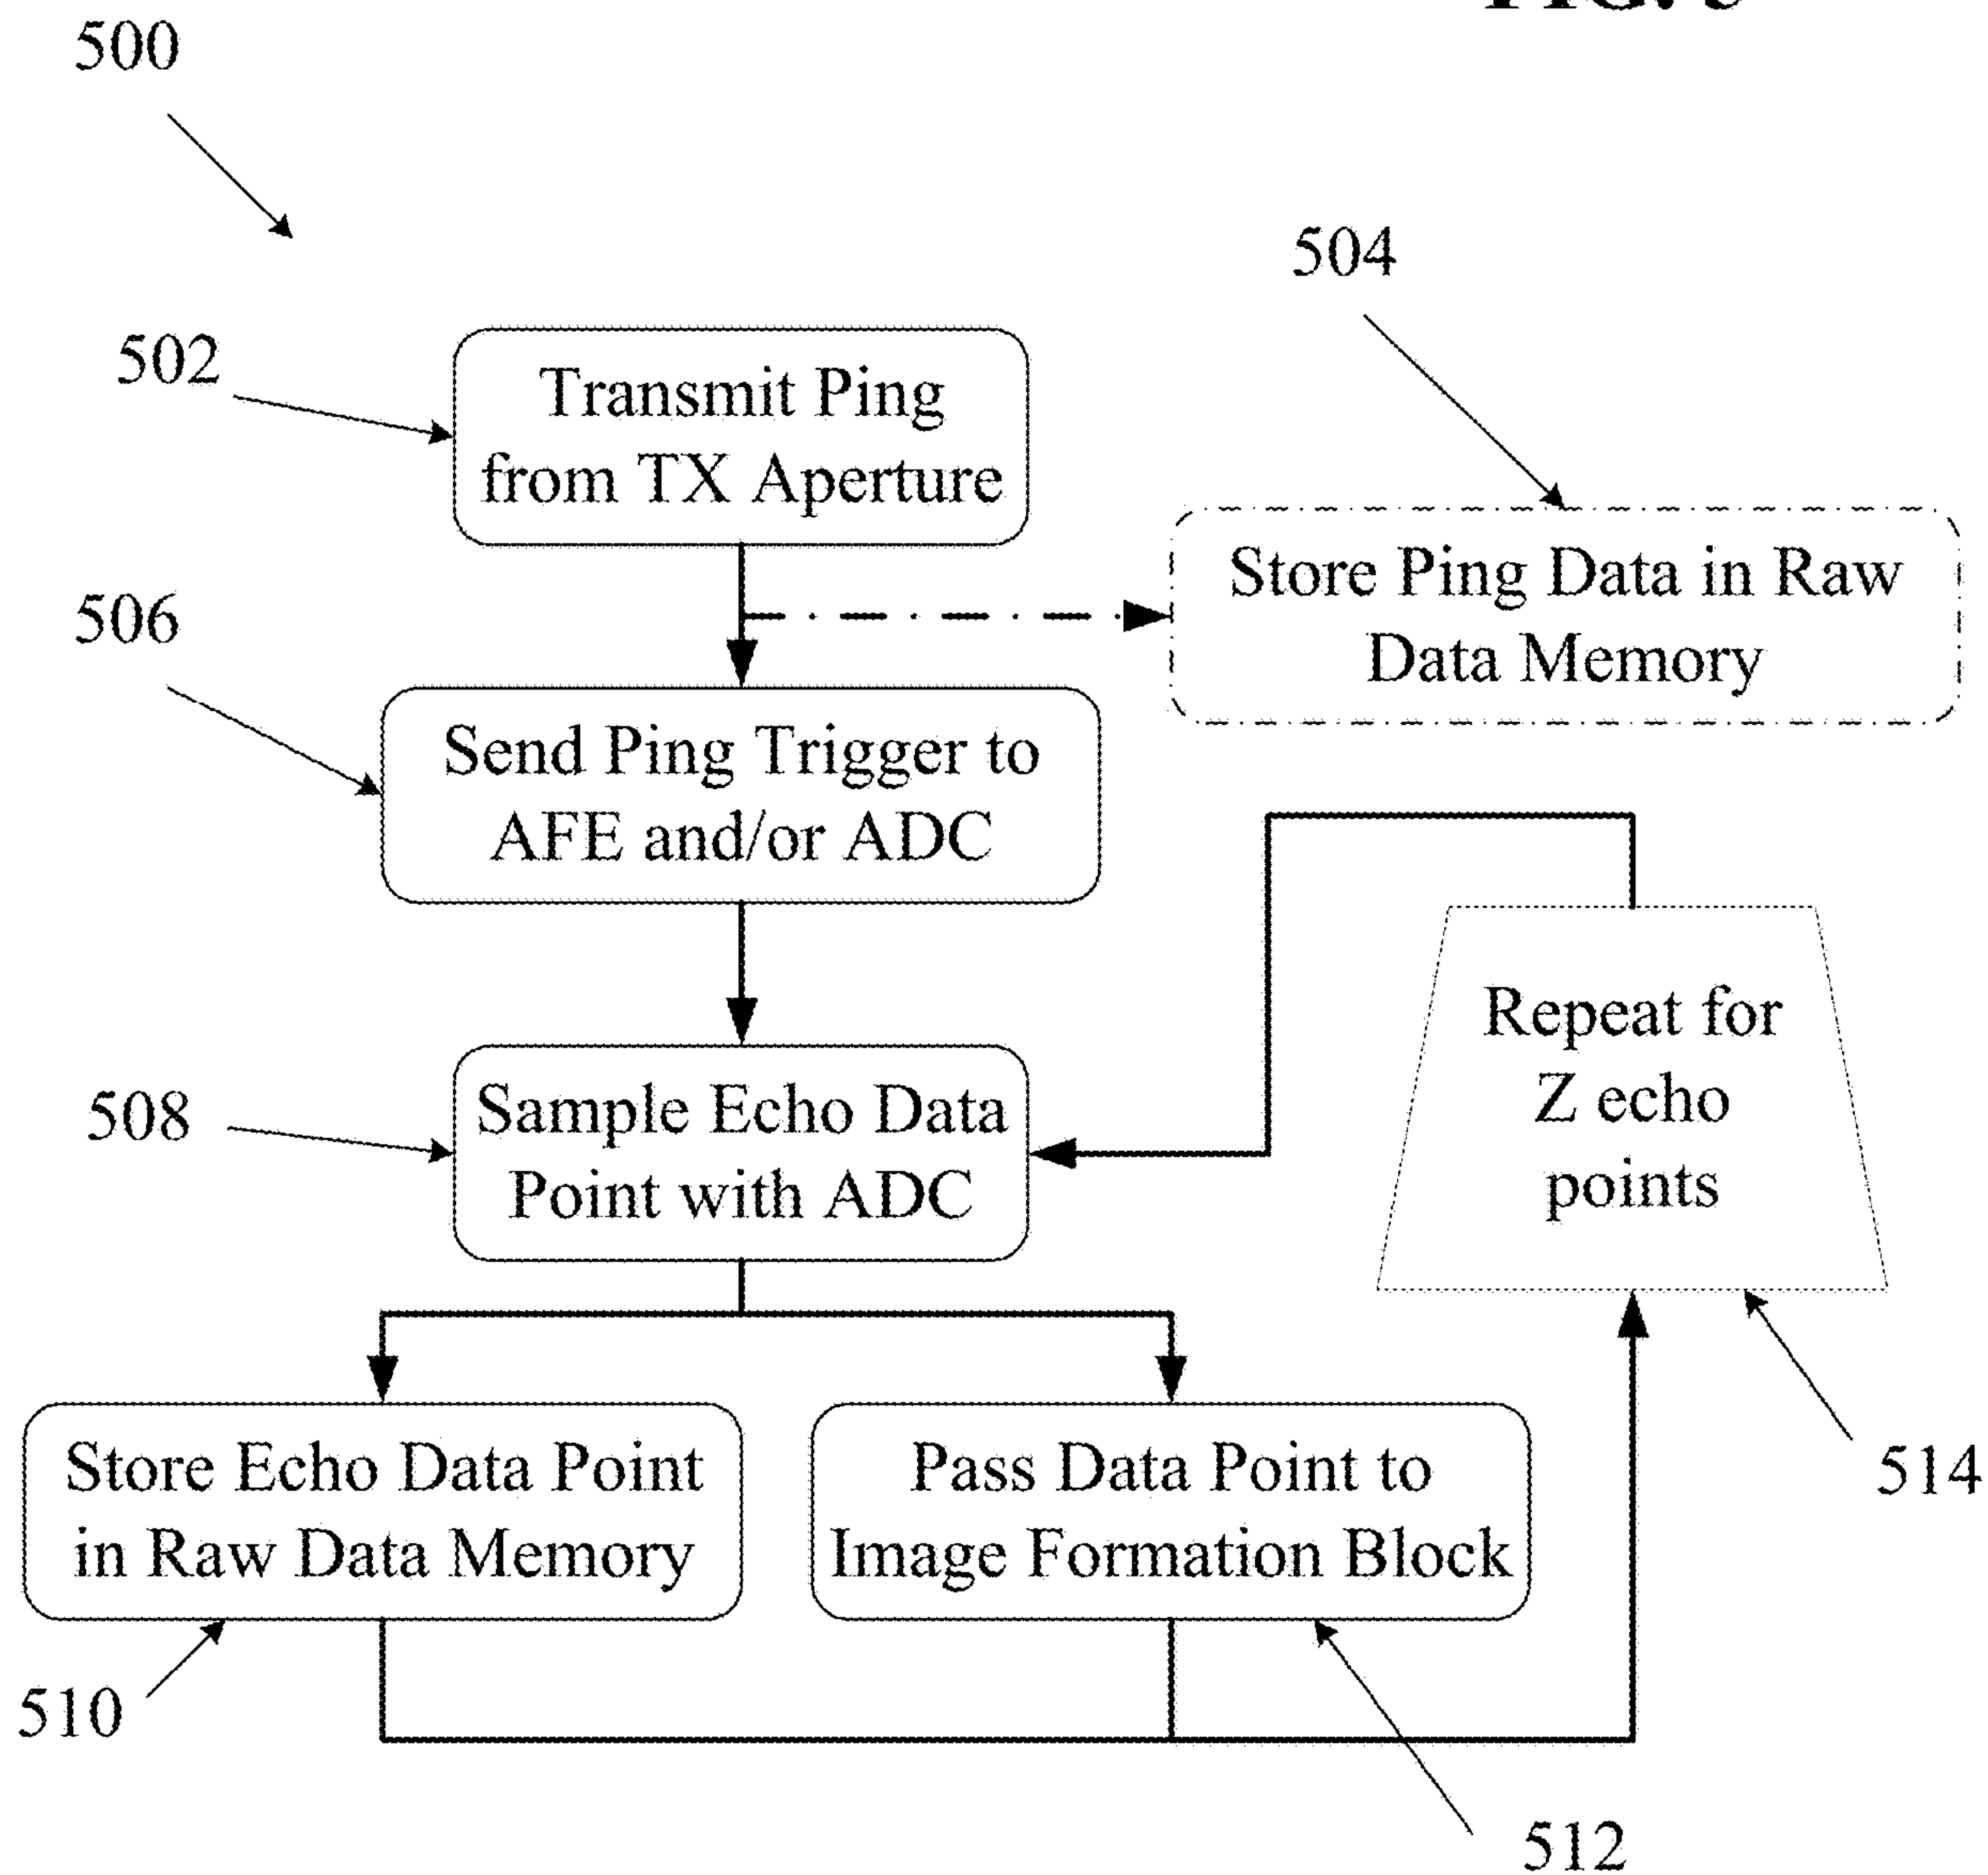 500
504
502
Transmit Ping
from TX Aperture
Store Ping Data in Raw
Data Memory
506
Send Ping Trigger to
AFE and/or ADC
Repeat for
Z echo
points
508
Sample Echo Data
Point with ADC
Store Echo Data Point
in Raw Data Memory
Pass Data Point to
Image Formation Block
514
510
512